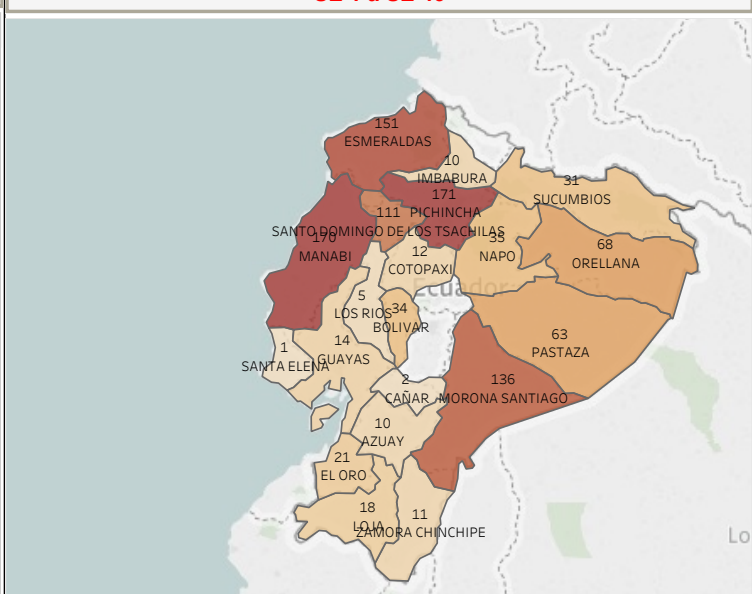 151
ESMERALDAS
10
IMBABURA
171
PICHINCHA
31
SUCUMBIOS
111
SANTO DOMINGO DE LOS TSACHILAS
170
MANABI
35
NAPO
68
ORELLANA
12
COTOPAXI
Ecuador
5
LOS RIOS
34
BOLIVAR
1
SANTA ELENA
14
GUAYAS
63
PASTAZA
2
CAÑAR
136
MORONA SANTIAGO
10
AZUAY
21
EL ORO
18
LOJA
11
ZAMORA CHINCHIPE
Lo